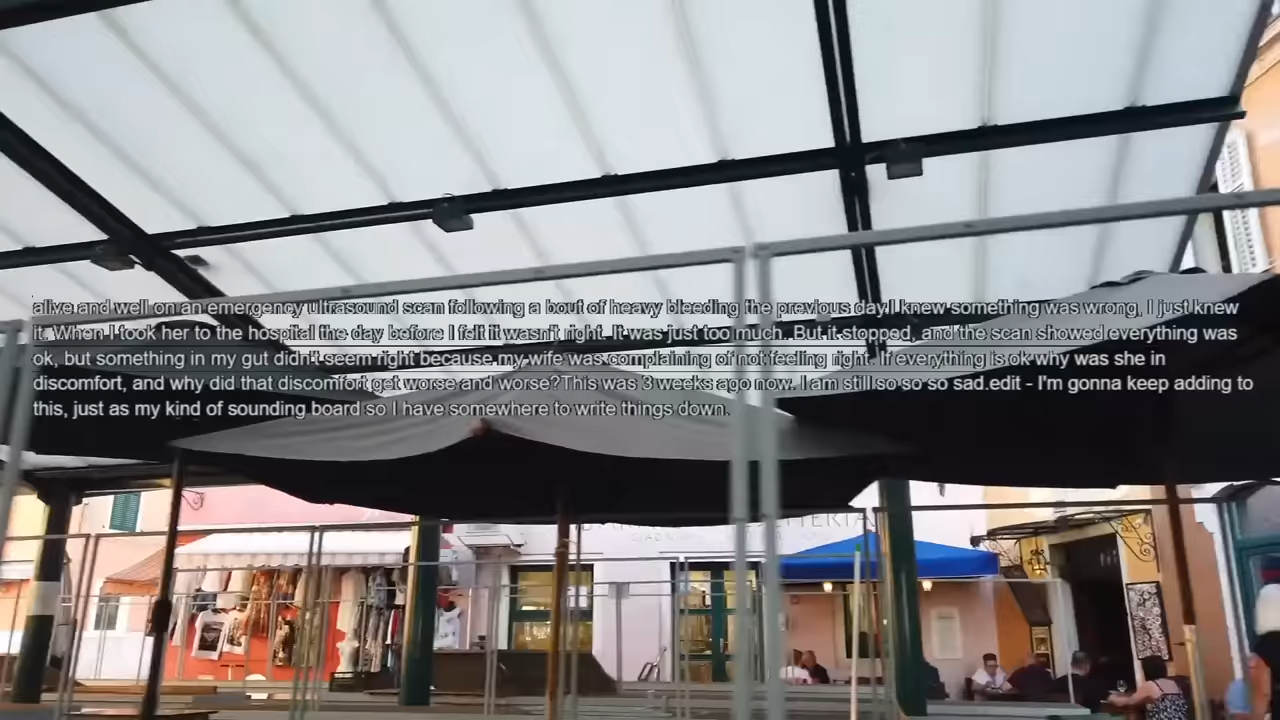 alive and well on an emergency ultrasound scan following a bout of heavy bleeding the previous day.I knew something was wrong, I just knew
it. When I took her to the hospital the day before I felt it wasn't right. It was just too much. But it stopped, and the scan showed everything was
ok, but something in my gut didn't seem right because my wife was complaining of not feeling right. If everything is ok why was she in
discomfort, and why did that discomfort get worse and worse?This was 3 weeks ago now. I am still so so so sad.edit - I'm gonna keep adding to
this, just as my kind of sounding board so I have somewhere to write things down.